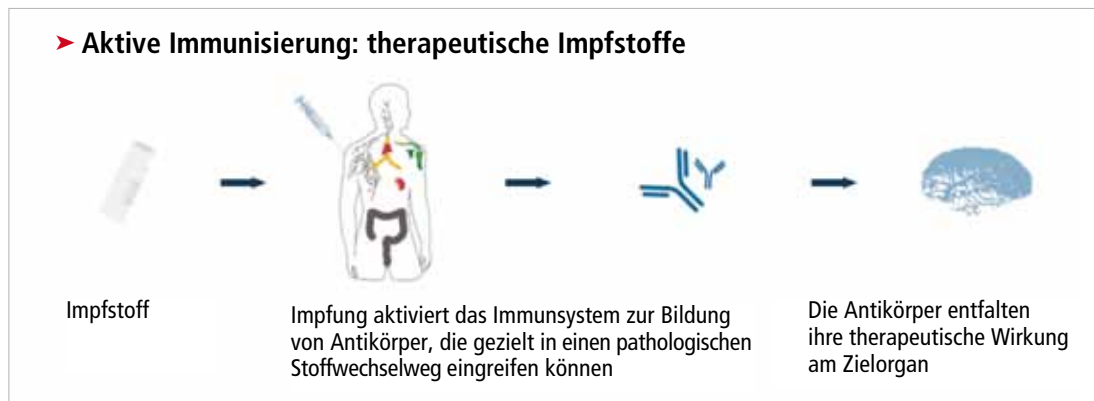 ➤ Aktive Immunisierung: therapeutische Impfstoffe
Impfstoff
Impfung aktiviert das Immunsystem zur Bildung
von Antikörper, die gezielt in einen pathologischen
Stoffwechselweg eingreifen können
Die Antikörper entfalten
ihre therapeutische Wirkung
am Zielorgan